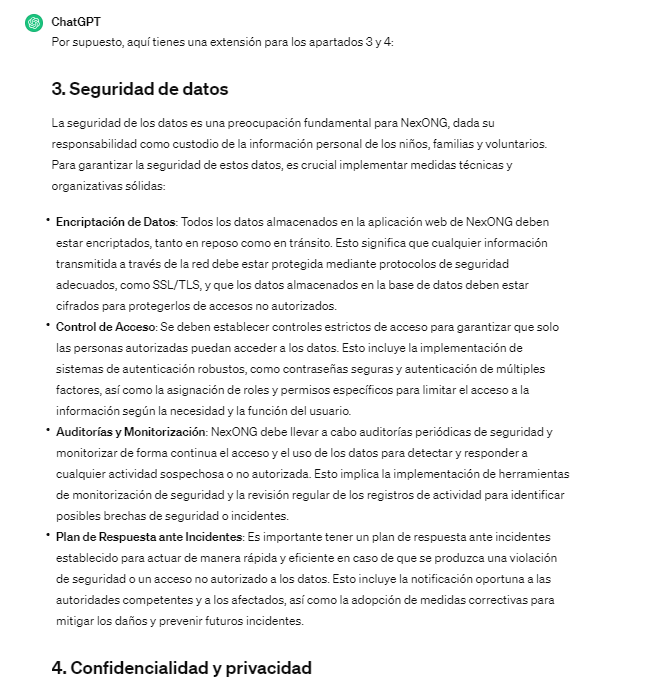 ChatGPT
Por supuesto, aquí tienes una extensión para los apartados 3 y 4:
3. Seguridad de datos
La seguridad de los datos es una preocupación fundamental para NexONG, dada su
responsabilidad como custodio de la información personal de los niños, familias y voluntarios.
Para garantizar la seguridad de estos datos, es crucial implementar medidas técnicas y
organizativas sólidas:
• Encriptación de Datos: Todos los datos almacenados en la aplicación web de NexONG deben
estar encriptados, tanto en reposo como en tránsito. Esto significa que cualquier información
transmitida a través de la red debe estar protegida mediante protocolos de seguridad
adecuados, como SSL/TLS, y que los datos almacenados en la base de datos deben estar
cifrados para protegerlos de accesos no autorizados.
• Control de Acceso: Se deben establecer controles estrictos de acceso para garantizar que solo
las personas autorizadas puedan acceder a los datos. Esto incluye la implementación de
sistemas de autenticación robustos, como contraseñas seguras y autenticación de múltiples
factores, así como la asignación de roles y permisos específicos para limitar el acceso a la
información según la necesidad y la función del usuario.
• Auditorías y Monitorización: NexONG debe llevar a cabo auditorías periódicas de seguridad y
monitorizar de forma continua el acceso y el uso de los datos para detectar y responder a
cualquier actividad sospechosa o no autorizada. Esto implica la implementación de herramientas
de monitorización de seguridad y la revisión regular de los registros de actividad para identificar
posibles brechas de seguridad o incidentes.
• Plan de Respuesta ante Incidentes: Es importante tener un plan de respuesta ante incidentes
establecido para actuar de manera rápida y eficiente en caso de que se produzca una violación
de seguridad o un acceso no autorizado a los datos. Esto incluye la notificación oportuna a las
autoridades competentes y a los afectados, así como la adopción de medidas correctivas para
mitigar los daños y prevenir futuros incidentes.
4. Confidencialidad y privacidad